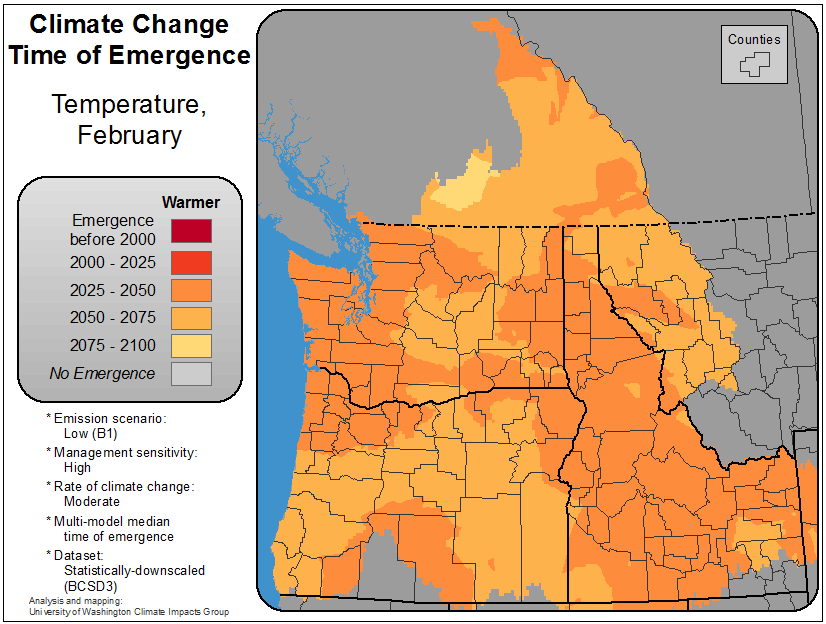 Climate Change
Time of Emergence
Temperature,
February
Counties
Warmer
Emergence
before 2000
2000 - 2025
2025 - 2050
2050 - 2075
2075 - 2100
No Emergence
* Emission scenario:
Low (B1)
* Management sensitivity:
High
* Rate of climate change:
Moderate
* Multi-model median
time of emergence
* Dataset:
Statistically-downscaled
(BCSD3)
Analysis and mapping:
University of Washington Climate Impacts Group